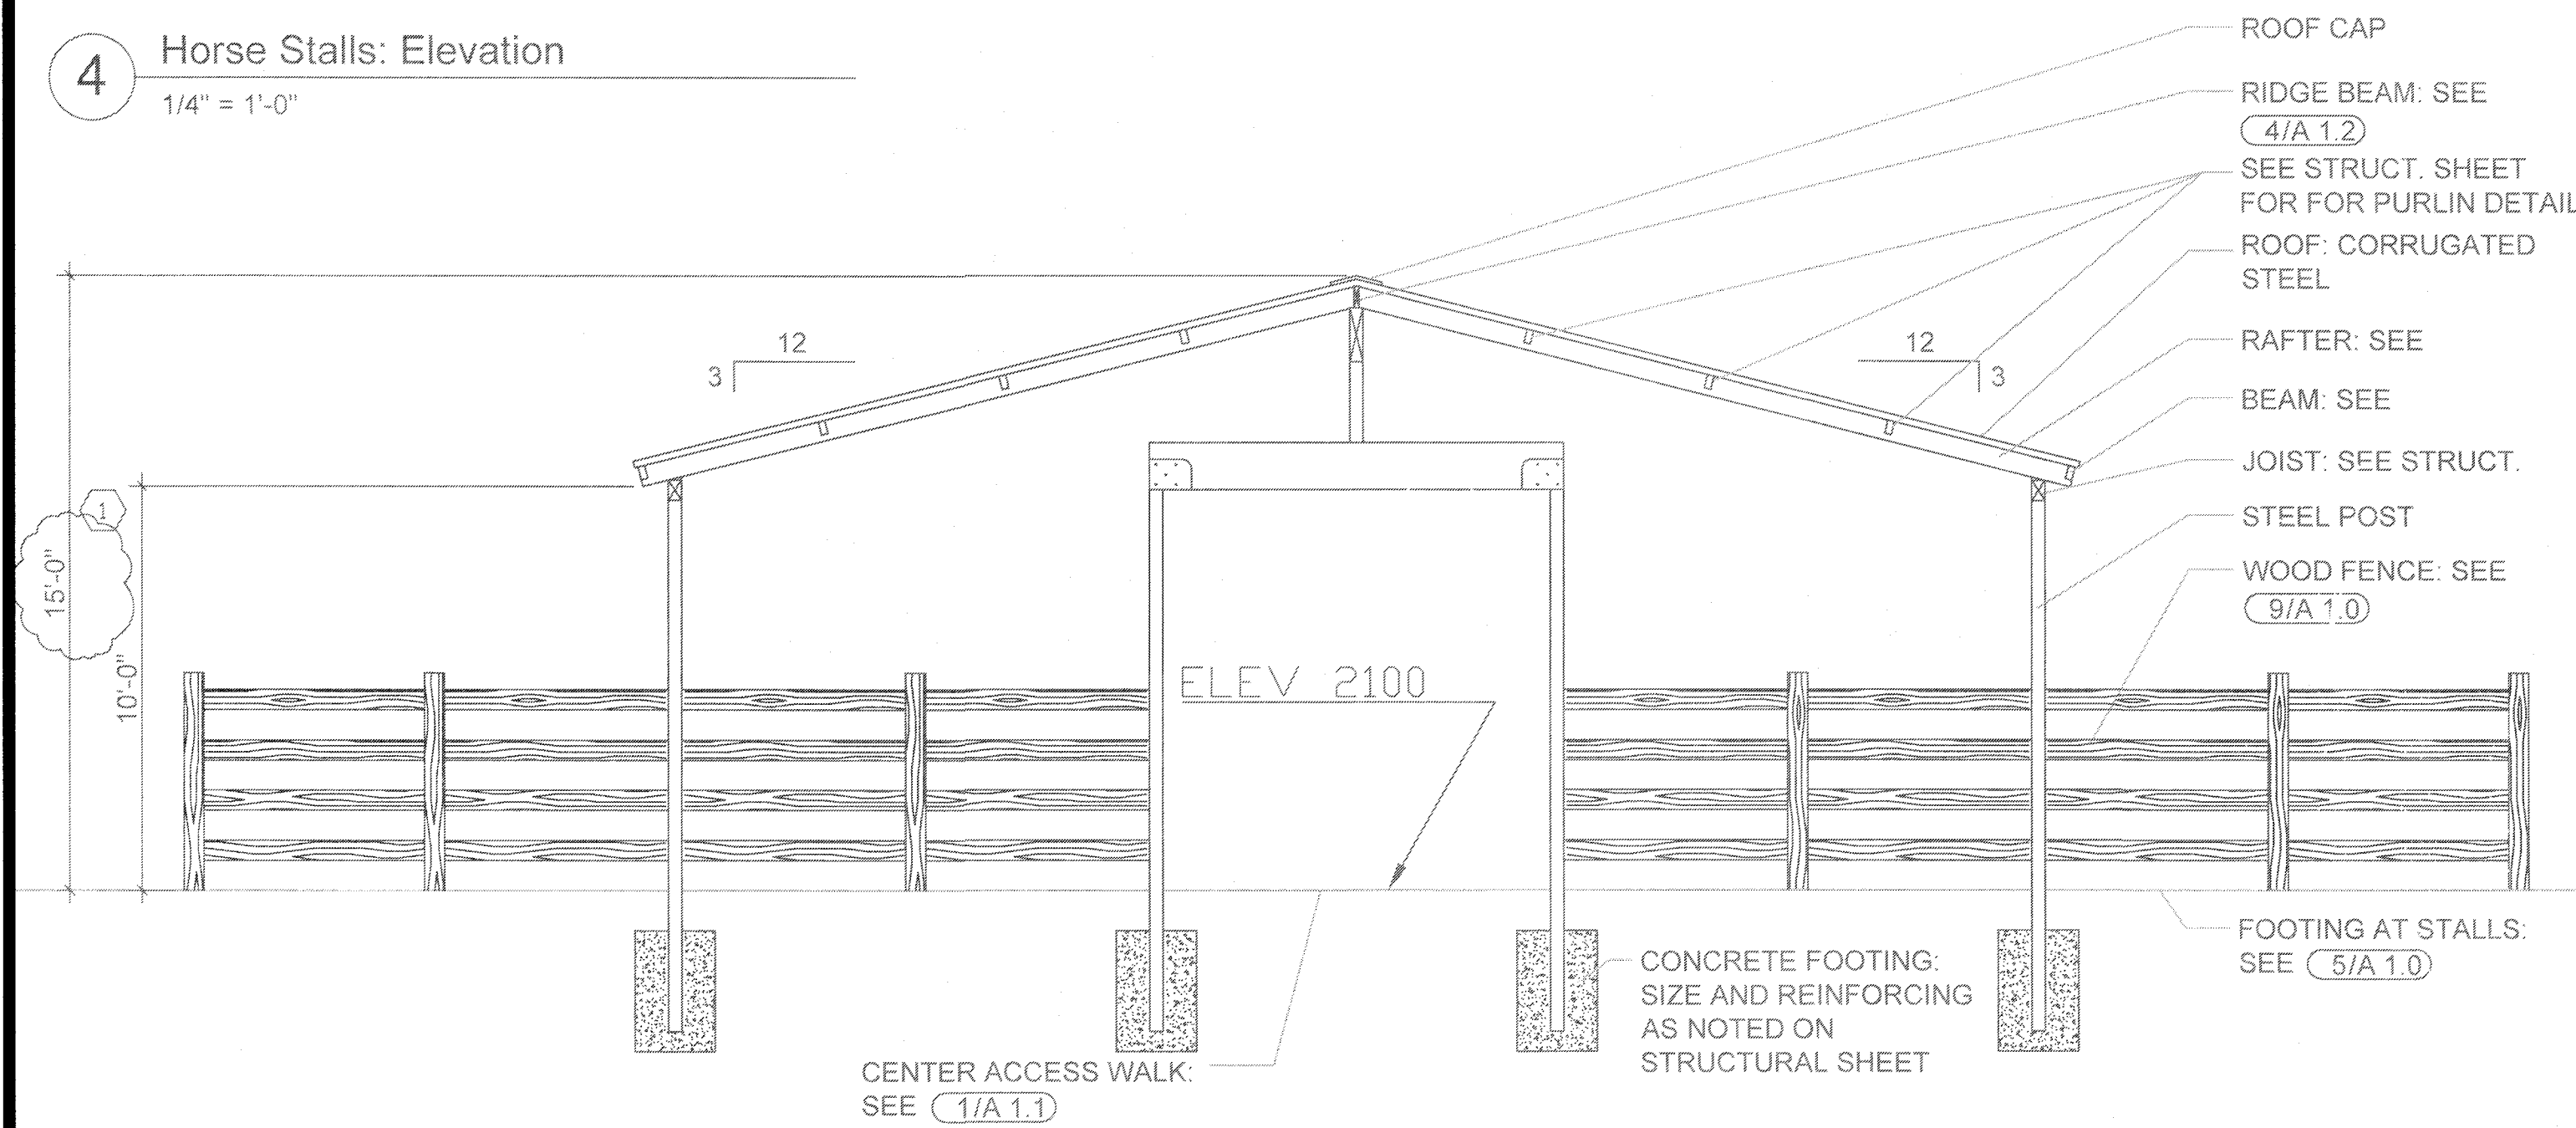 4
Horse Stalls: Elevation
1/4" = 1'-0"
ROOF CAP
RIDGE BEAM: SEE
4/A 1.2
SEE STRUCT. SHEET
FOR FOR PURLIN DETAIL
ROOF: CORRUGATED
STEEL
RAFTER: SEE
BEAM: SEE
JOIST: SEE STRUCT.
STEEL POST
WOOD FENCE: SEE
9/A 1.0
12
3
12
3
1
15'-0"
10'-0"
ELEV 2100
FOOTING AT STALLS:
SEE 5/A 1.0
CONCRETE FOOTING:
SIZE AND REINFORCING
AS NOTED ON
STRUCTURAL SHEET
CENTER ACCESS WALK:
SEE 1/A 1.1